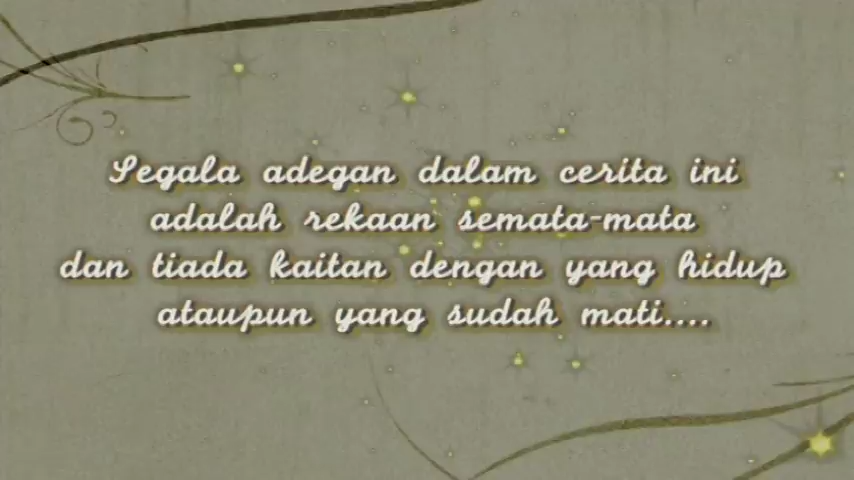 Segala adegan dalam cerita ini
adalah rekaan semata-mata
dan tiada kaitan dengan yang hidup
ataupun yang sudah mati....